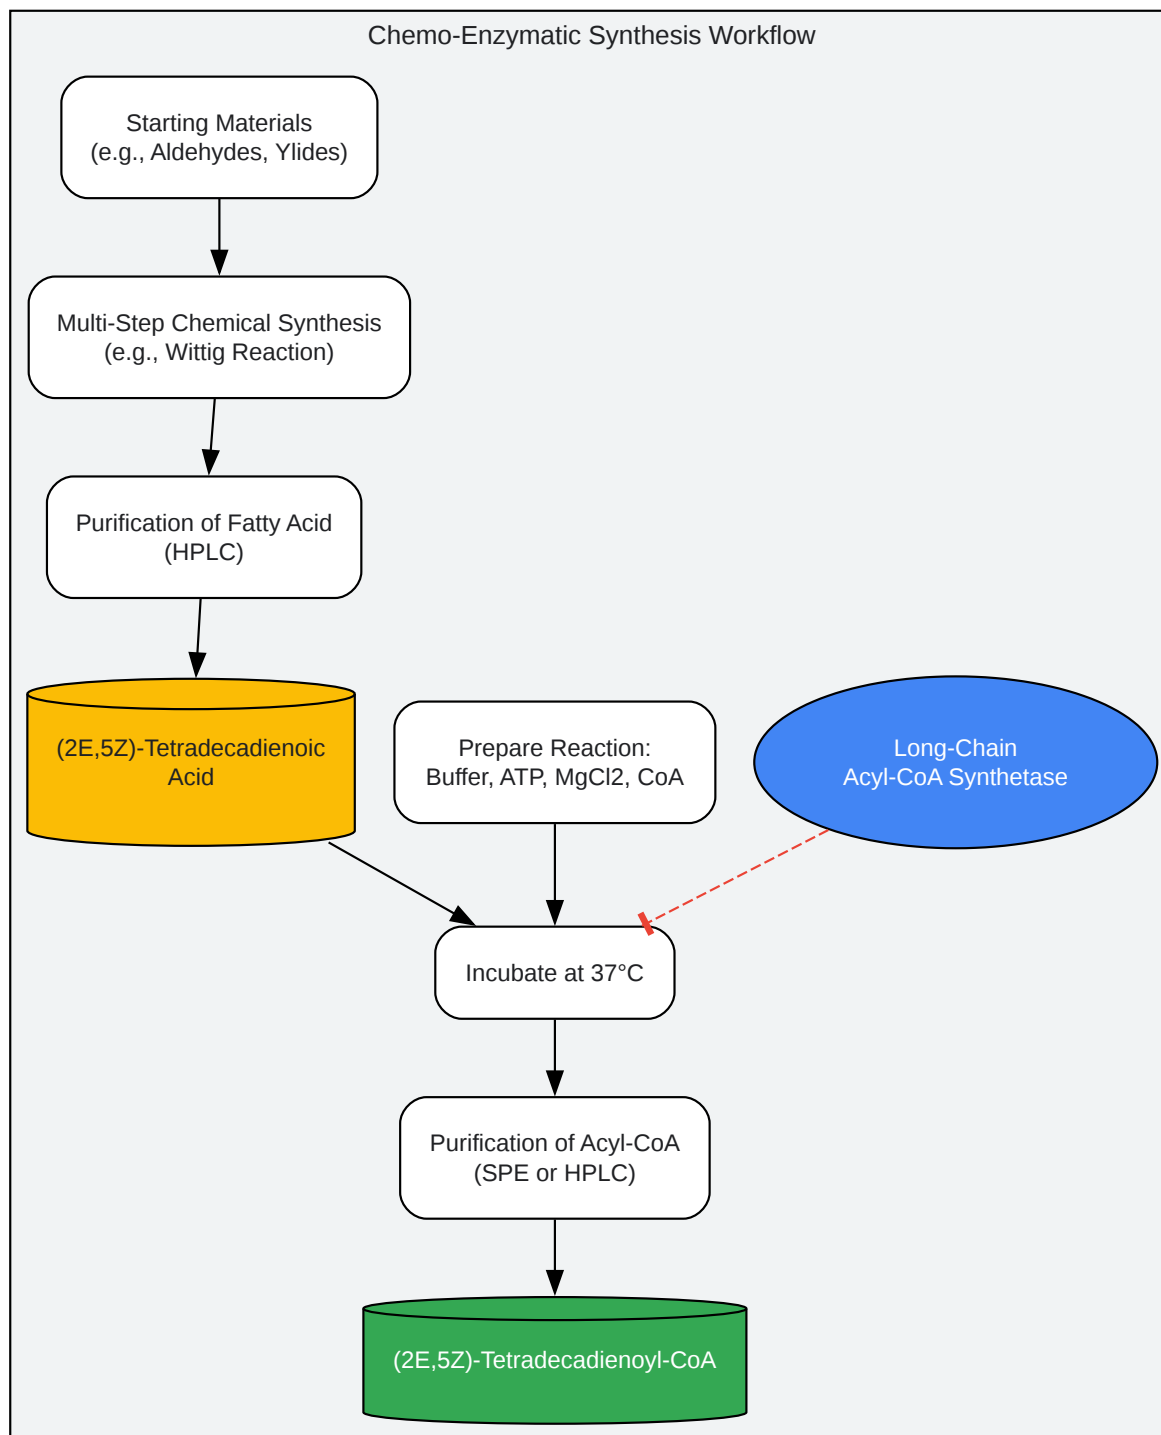 Chemo-Enzymatic Synthesis Workflow
Starting Materials
(e.g., Aldehydes, Ylides)
Multi-Step Chemical Synthesis
(e.g., Wittig Reaction)
Purification of Fatty Acid
(HPLC)
(2E,5Z)-Tetradecadienoic
Acid
Prepare Reaction:
Buffer, ATP, MgCl2, CoA
Long-Chain
Acyl-CoA Synthetase
Incubate at 37°C
Purification of Acyl-CoA
(SPE or HPLC)
(2E,5Z)-Tetradecadienoyl-CoA